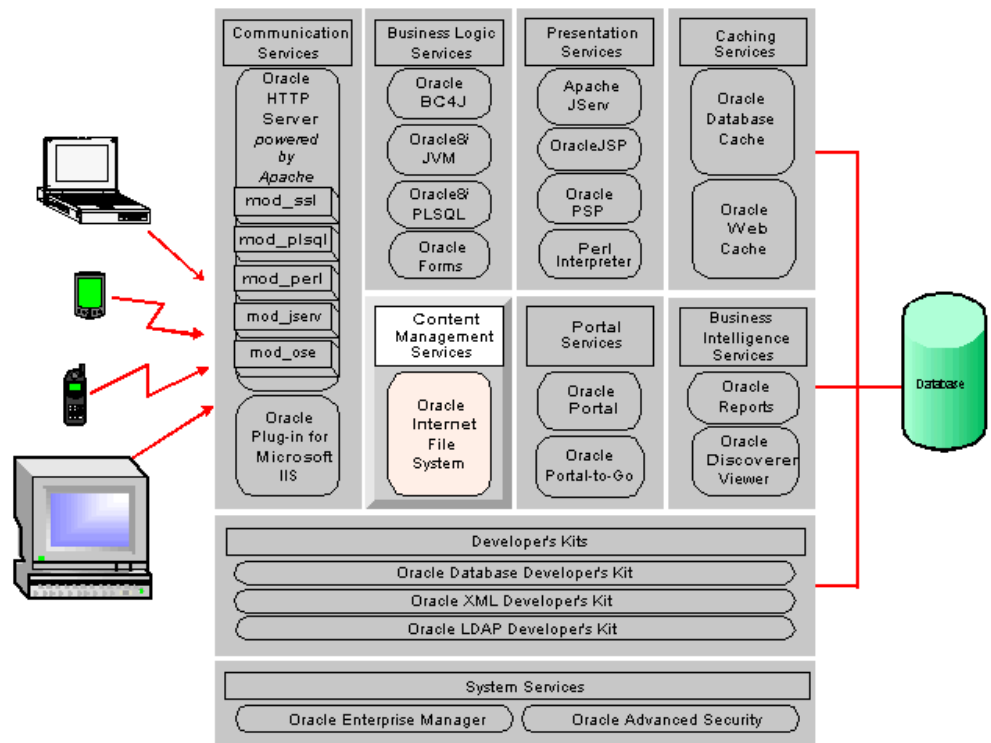 Communication
Services
Oracle
HTTP
Server
powered
by
Apache
mod_ssl
mod_plsql
mod_perl
mod_jserv
mod_ose
Oracle
Plug-in for
Microsoft
IIS
Business Logic
Services
Oracle
BC4J
Oracle8i
JVM
Oracle8i
PLSQL
Oracle
Forms
Presentation
Services
Apache
JServ
OracleJSP
Oracle
PSP
Perl
Interpreter
Caching
Services
Oracle
Database
Cache
Oracle
Web
Cache
Content
Management
Services
Oracle
Internet
File
System
Portal
Services
Oracle
Portal
Oracle
Portal-to-Go
Business
Intelligence
Services
Oracle
Reports
Oracle
Discoverer
Viewer
Database
Developer's Kits
Oracle Database Developer's Kit
Oracle XML Developer's Kit
Oracle LDAP Developer's Kit
System Services
Oracle Enterprise Manager
Oracle Advanced Security